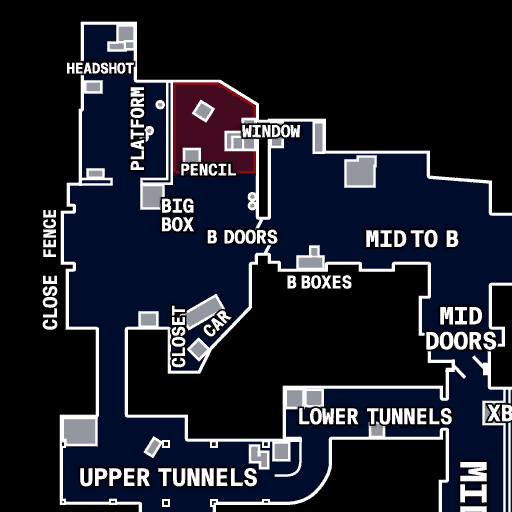 HEADSHOT
PLATFORM
WINDOW
PENCIL
BIG
BOX
B DOORS
MID TO B
CLOSE FENCE
B BOXES
CLOSET
CAR
MID
DOORS
LOWER TUNNELS
XB
UPPER TUNNELS
MI